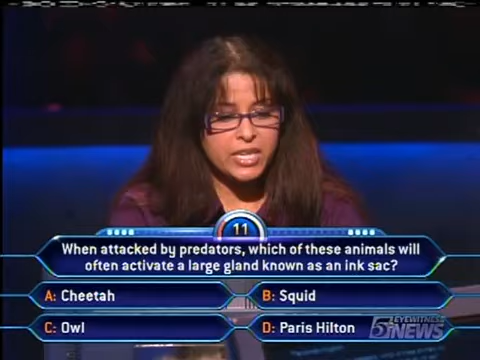 11
When attacked by predators, which of these animals will
often activate a large gland known as an ink sac?
A: Cheetah
B: Squid
C: Owl
D: Paris Hilton
5 EYEWITNESS
NEWS